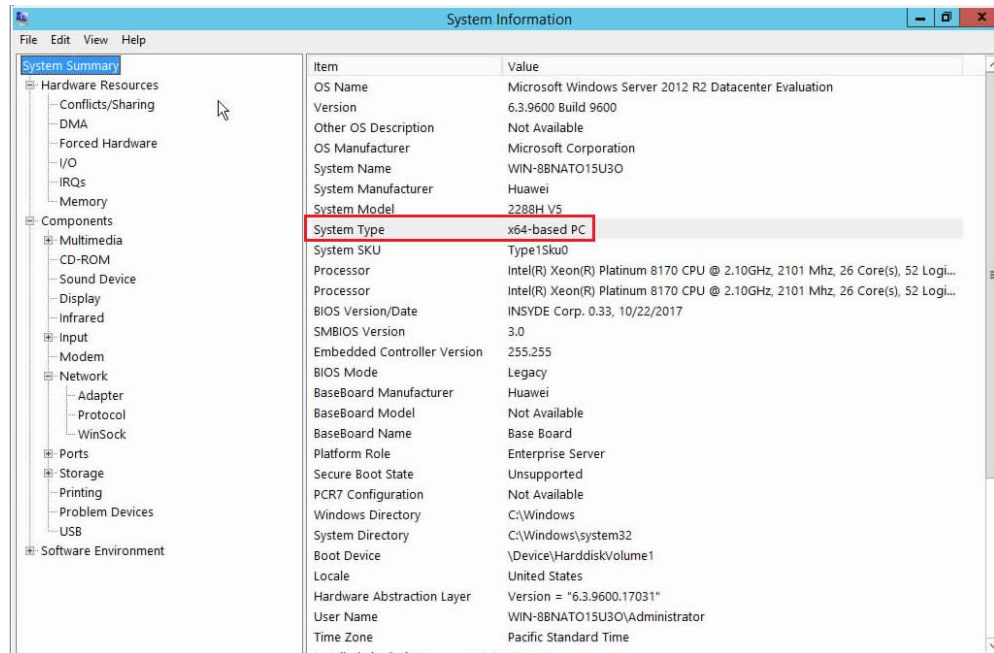 System Information
File Edit View Help
System Summary
Hardware Resources
Conflicts/Sharing
DMA
Forced Hardware
I/O
IRQs
Memory
Components
Multimedia
CD-ROM
Sound Device
Display
Infrared
Input
Modem
Network
Adapter
Protocol
WinSock
Ports
Storage
Printing
Problem Devices
USB
Software Environment
Item Value
OS Name Microsoft Windows Server 2012 R2 Datacenter Evaluation
Version 6.3.9600 Build 9600
Other OS Description Not Available
OS Manufacturer Microsoft Corporation
System Name WIN-8BNATO15U3O
System Manufacturer Huawei
System Model 2288H V5
System Type x64-based PC
System SKU Type1Sku0
Processor Intel(R) Xeon(R) Platinum 8170 CPU @ 2.10GHz, 2101 Mhz, 26 Core(s), 52 Logi...
Processor Intel(R) Xeon(R) Platinum 8170 CPU @ 2.10GHz, 2101 Mhz, 26 Core(s), 52 Logi...
BIOS Version/Date INSYDE Corp. 0.33, 10/22/2017
SMBIOS Version 3.0
Embedded Controller Version 255.255
BIOS Mode Legacy
BaseBoard Manufacturer Huawei
BaseBoard Model Not Available
BaseBoard Name Base Board
Platform Role Enterprise Server
Secure Boot State Unsupported
PCR7 Configuration Not Available
Windows Directory C:\Windows
System Directory C:\Windows\system32
Boot Device \Device\HarddiskVolume1
Locale United States
Hardware Abstraction Layer Version = "6.3.9600.17031"
User Name WIN-8BNATO15U3O\Administrator
Time Zone Pacific Standard Time